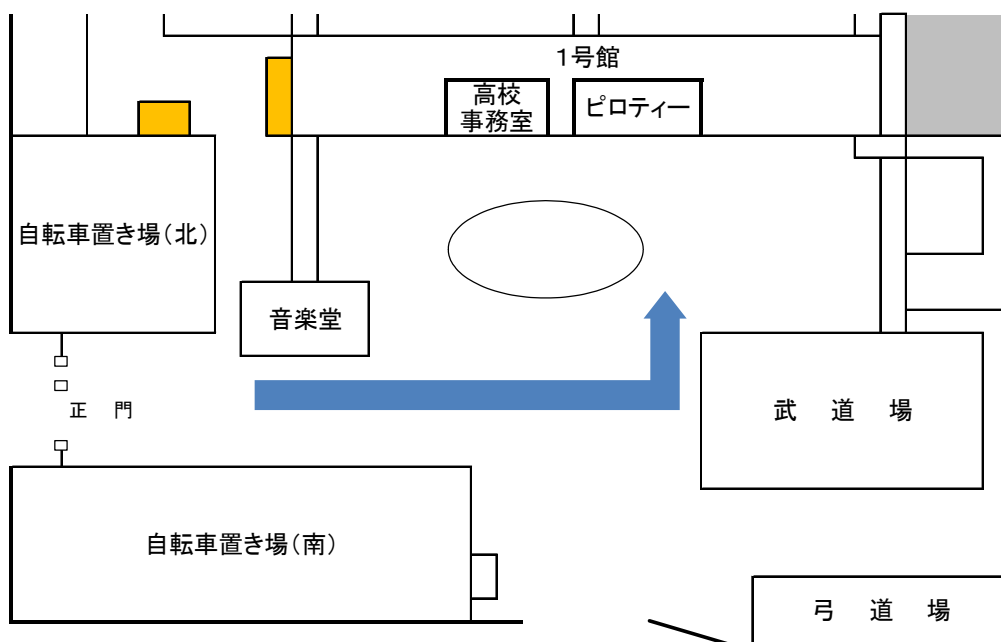 1号館
高校
事務室
ピロティー
自転車置き場(北)
音楽堂
正 門
武 道 場
自転車置き場(南)
弓 道 場